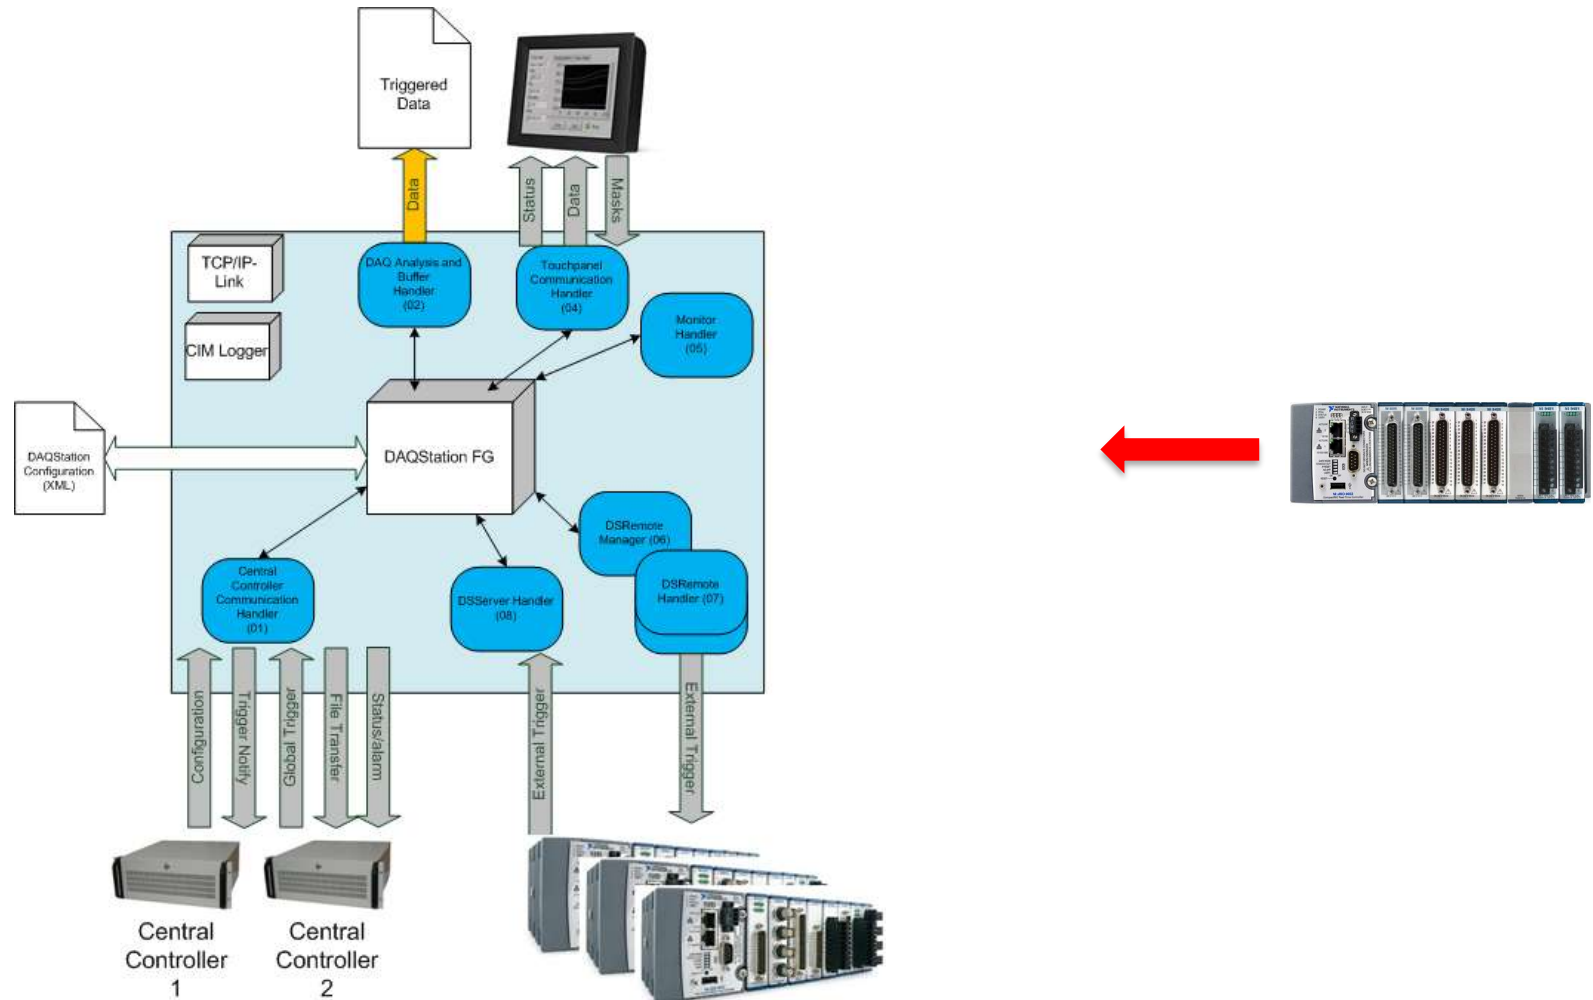 Triggered
Data
Data
Status
Data
Masks
TCP/IP-
Link
DAQ Analysis and
Buffer
Handler
(02)
Touchpanel
Communication
Handler
(04)
Monitor
Handler
(05)
CIM Logger
DAQStation
Configuration
(XML)
DAQStation FG
DSRemote
Manager (06)
Central
Controller
Communication
Handler
(01)
DSServer Handler
(08)
DSRemote
Handler (07)
Configuration
Trigger Notify
Global Trigger
File Transfer
Status/alarm
External Trigger
External Trigger
Central
Controller
1
Central
Controller
2